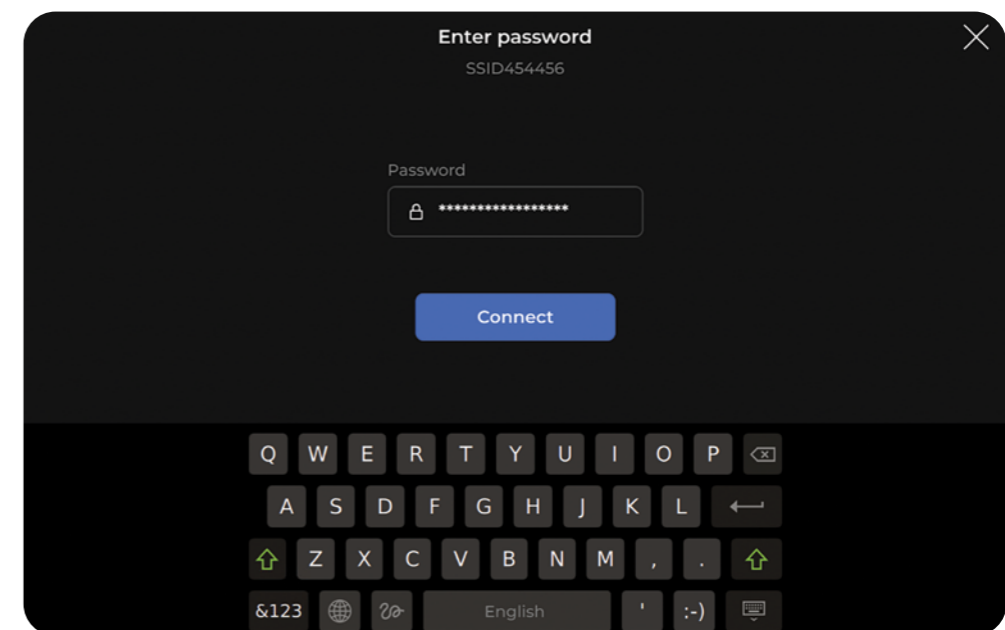 Enter password
SSID454456
Password
*****************
Connect
Q W E R T Y U I O P
A S D F G H J K L
Z X C V B N M , .
&123 English ' :-)